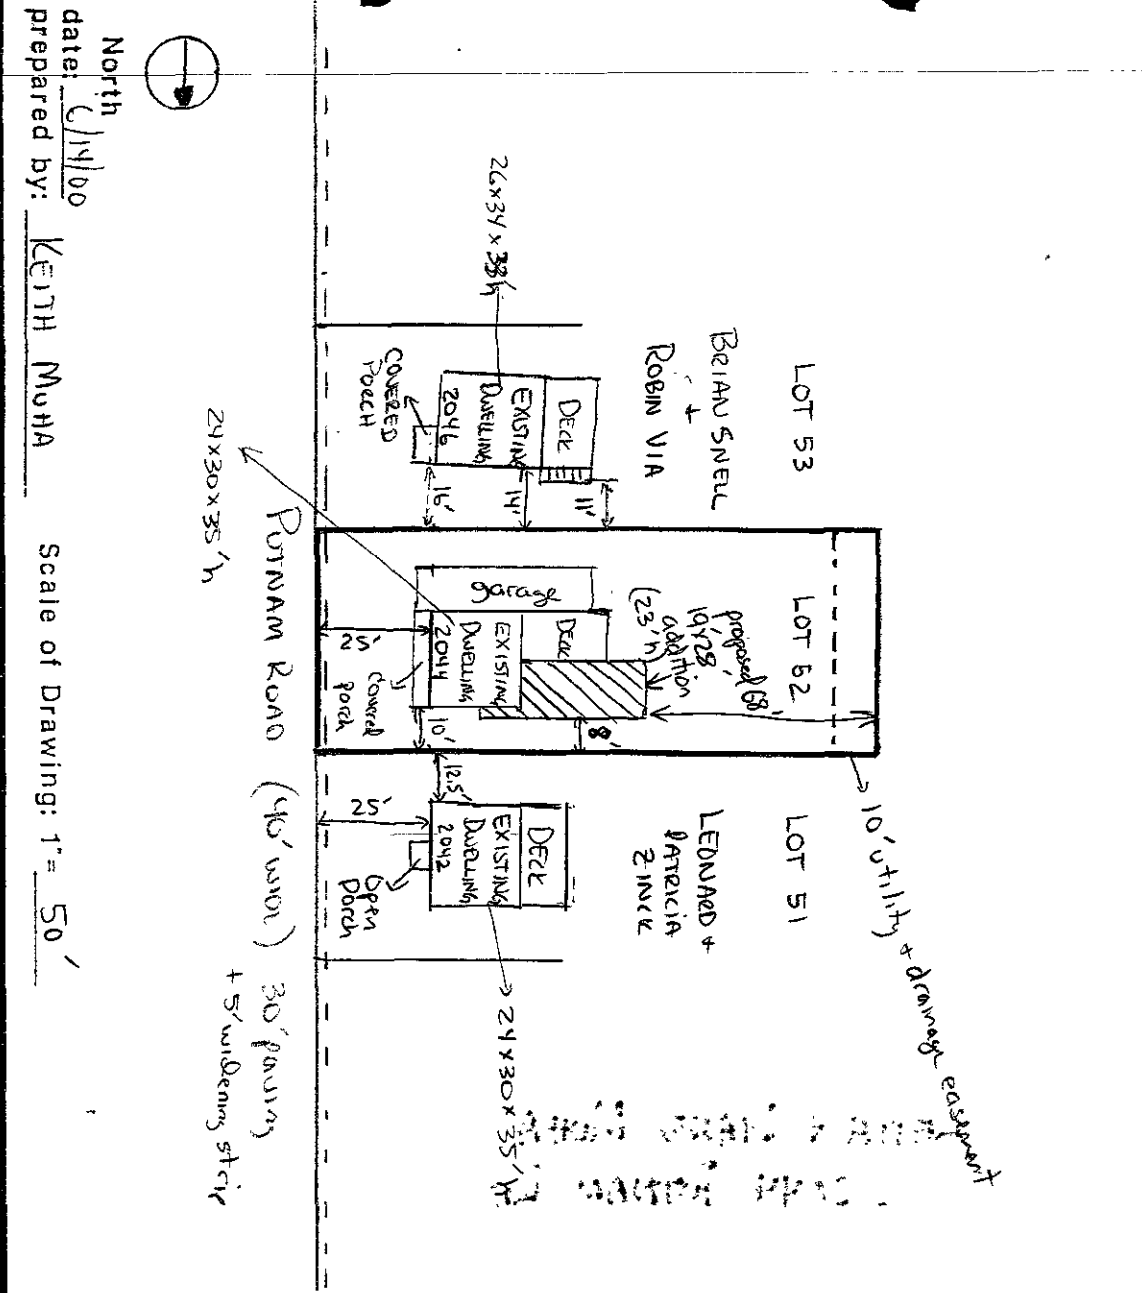 LOT 53
BRIAN SNELL
+
ROBIN VIA
DECK
EXISTING
DWELLING
2046
COVERED
PORCH
26x34x33'h
11'
14'
16'
LOT 52
proposed 68'
19'x28'
addition
(23'h)
garage
DECK
EXISTING
DWELLING
2044
Covered
porch
25'
10'
8'
24x30x35'h
10' utility + drainage easement
LOT 51
LEONARD +
PATRICIA
ZINCK
DECK
EXISTING
DWELLING
2042
Open
Porch
12.5'
25'
24x30x35'h
PUTNAM ROAD (40' WIDE) 30' paving
+ 5' widening strip
North
date: 6/14/00
prepared by: KEITH MUHA
Scale of Drawing: 1"= 50'